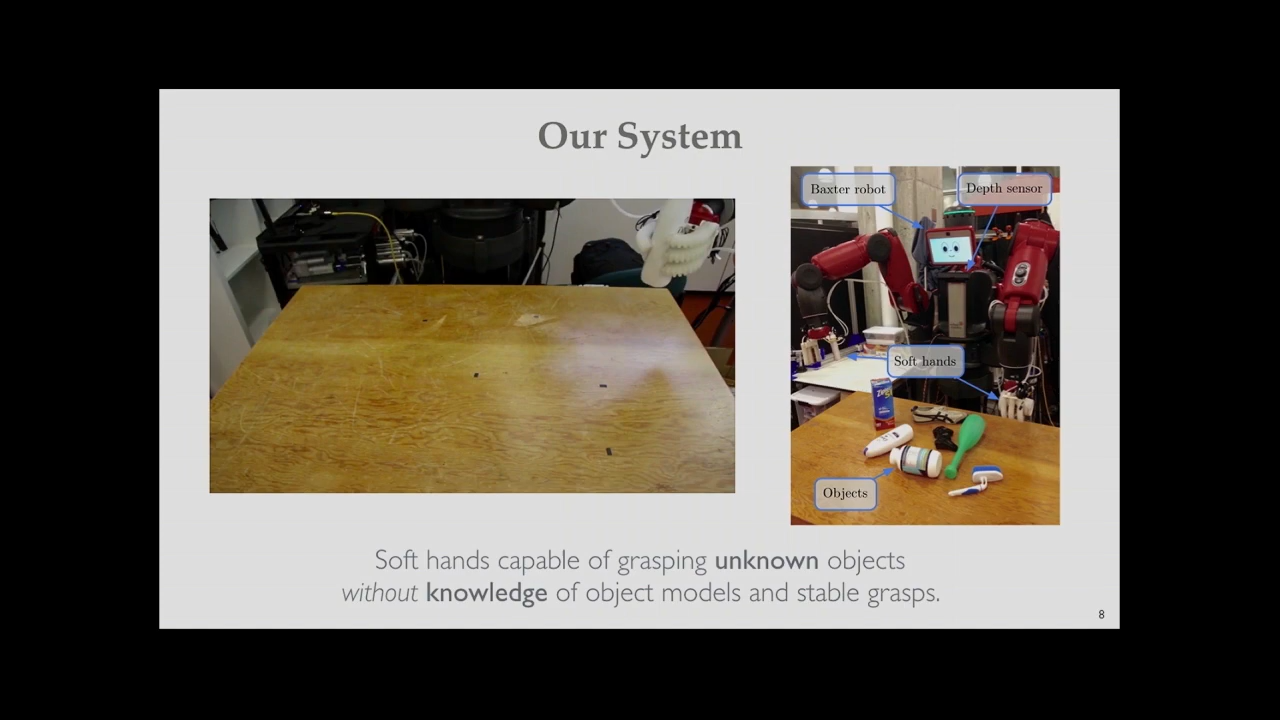 Our System
Baxter robot
Depth sensor
Soft hands
Objects
Soft hands capable of grasping unknown objects
without knowledge of object models and stable grasps.
8